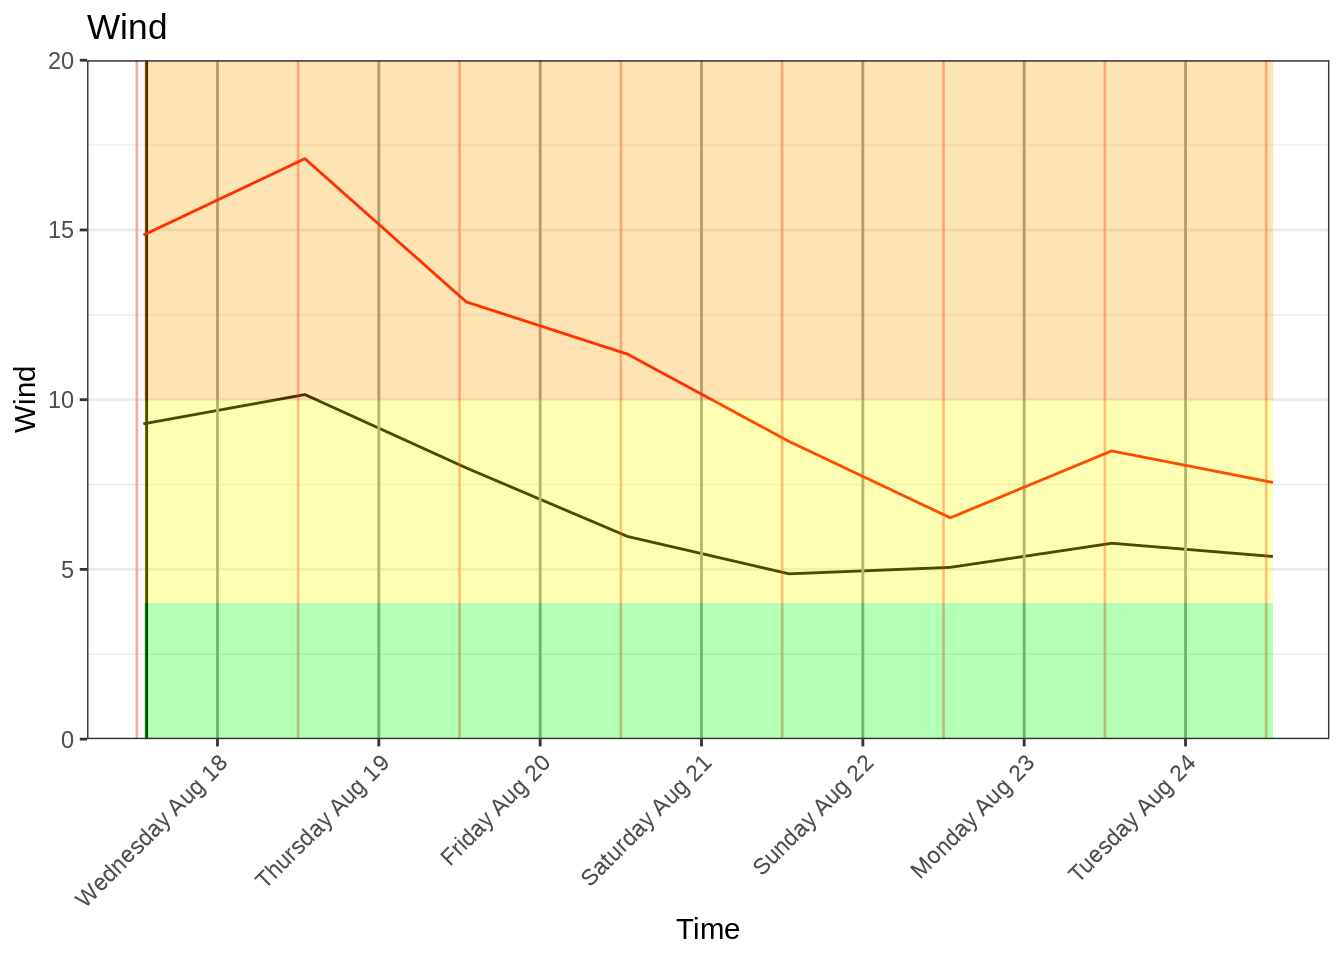 Wind
20
15
10
5
0
Wind
Wednesday Aug 18
Thursday Aug 19
Friday Aug 20
Saturday Aug 21
Sunday Aug 22
Monday Aug 23
Tuesday Aug 24
Time